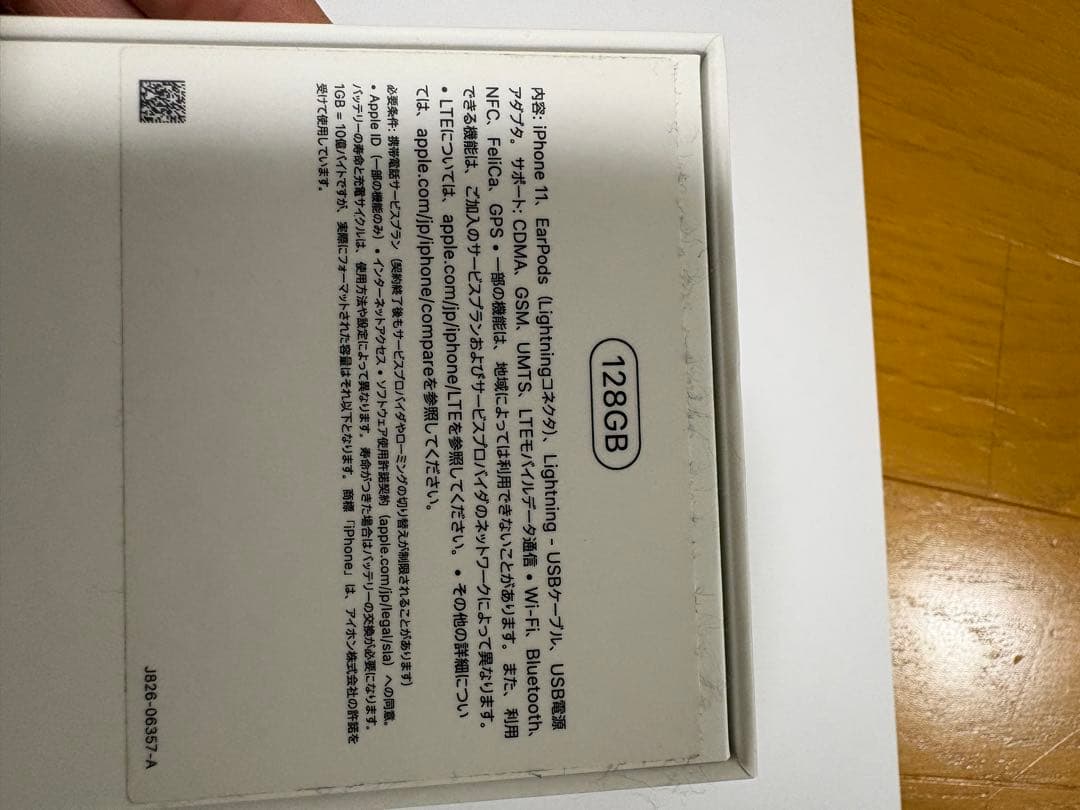 128GB
内容: iPhone 11、EarPods（Lightningコネクタ）、Lightning - USBケーブル、USB電源
アダプタ。サポート: CDMA、GSM、UMTS、LTEモバイルデータ通信 • Wi-Fi、Bluetooth、
NFC、FeliCa、GPS • 一部の機能は、地域によっては利用できないことがあります。また、利用
できる機能は、ご加入のサービスプランおよびサービスプロバイダのネットワークによって異なります。
• LTEについては、apple.com/jp/iphone/LTEを参照してください。 • その他の詳細につい
ては、apple.com/jp/iphone/compareを参照してください。
必要条件: 携帯電話サービスプラン（契約終了後もサービスプロバイダやローミングの切り替えが制限されることがあります）
• Apple ID（一部の機能のみ）• インターネットアクセス • ソフトウェア使用許諾契約（apple.com/jp/legal/sla）への同意。
バッテリーの寿命と充電サイクルは、使用方法や設定によって異なります。寿命がつきた場合はバッテリーの交換が必要になります。
1GB = 10億バイトですが、実際にフォーマットされた容量はそれ以下となります。商標「iPhone」は、アイホン株式会社の許諾を
受けて使用しています。
J826-06357-A